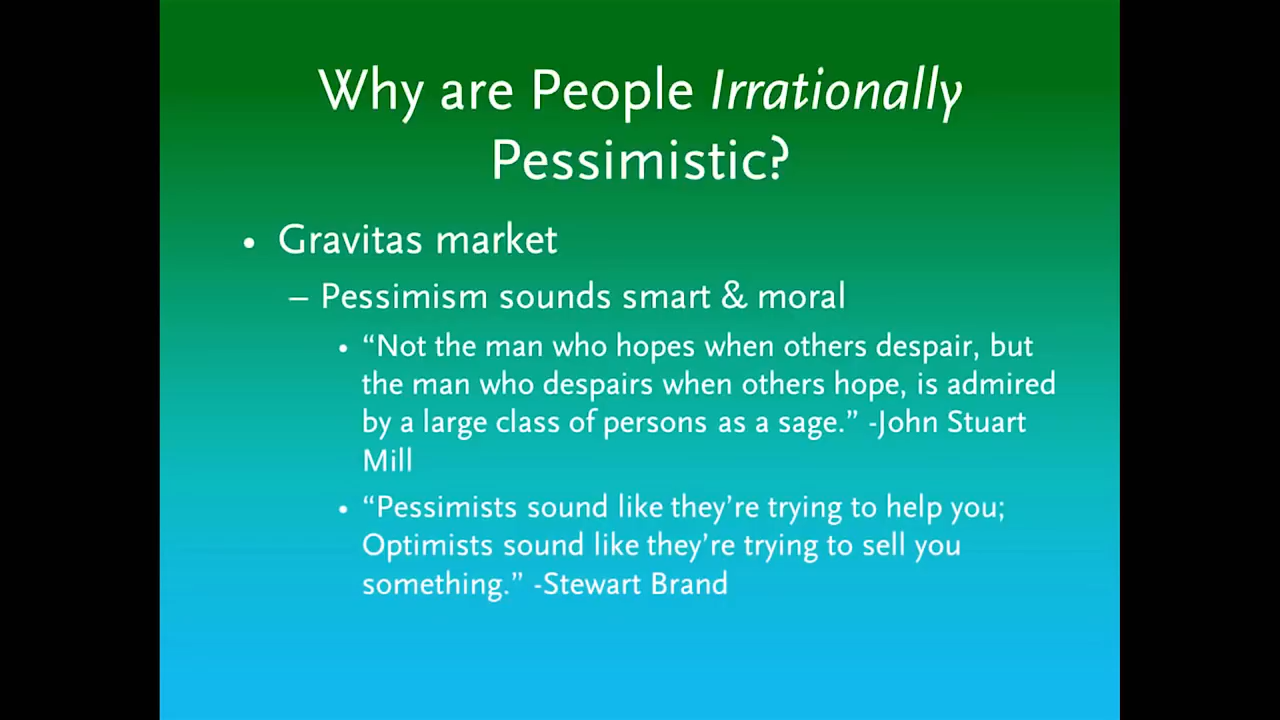 Why are People Irrationally
Pessimistic?
• Gravitas market
– Pessimism sounds smart & moral
• “Not the man who hopes when others despair, but
the man who despairs when others hope, is admired
by a large class of persons as a sage.” -John Stuart
Mill
• “Pessimists sound like they’re trying to help you;
Optimists sound like they’re trying to sell you
something.” -Stewart Brand